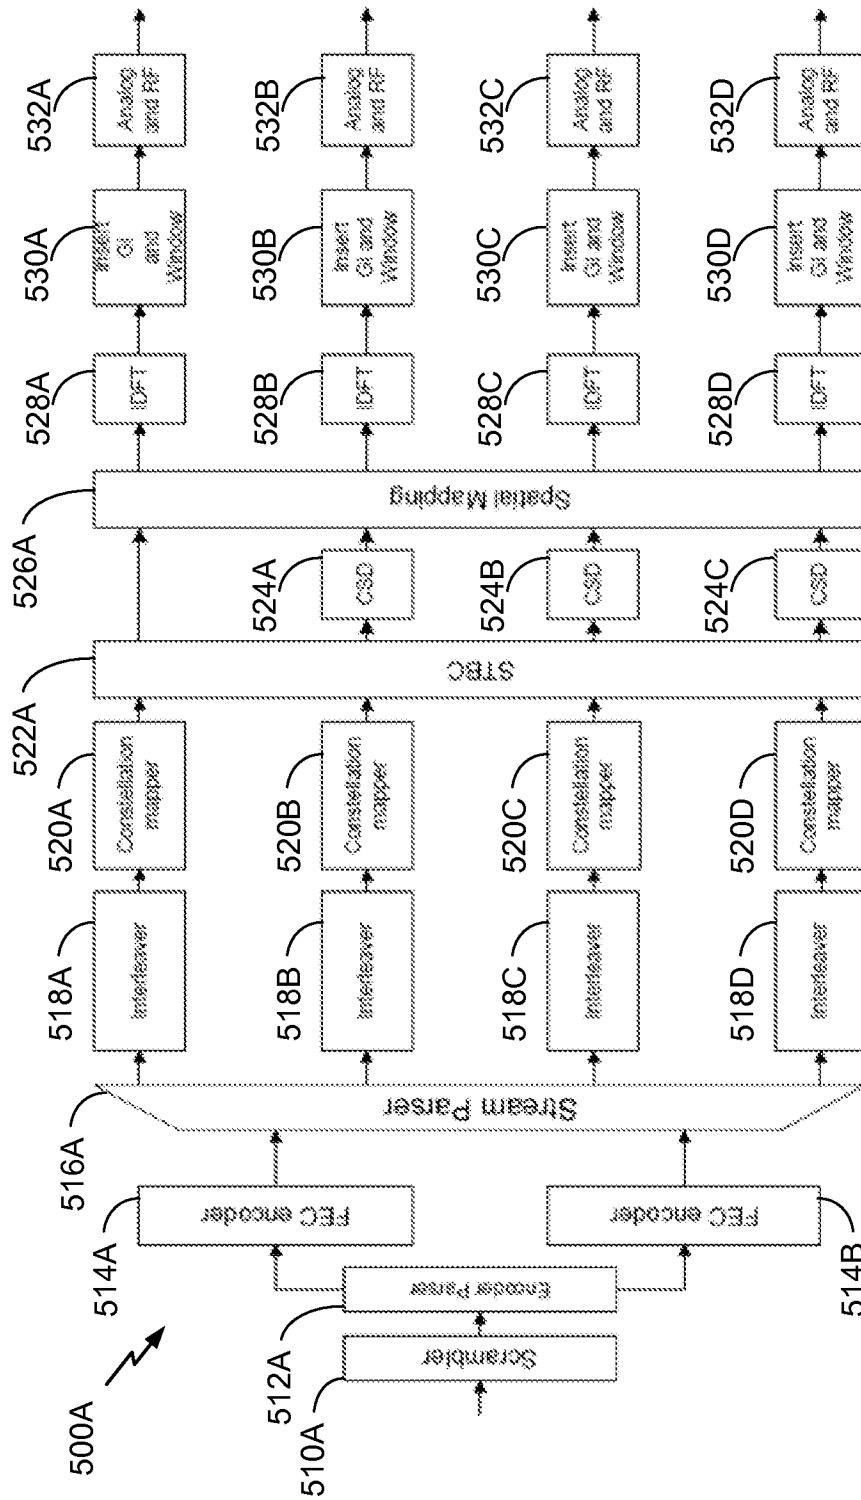 500A
510A
Scrambler
512A
Encoder Parser
514A
FEC encoder
514B
FEC encoder
516A
Stream Parser
518A
Interleaver
518B
Interleaver
518C
Interleaver
518D
Interleaver
520A
Constellation
mapper
520B
Constellation
mapper
520C
Constellation
mapper
520D
Constellation
mapper
522A
STBC
524A
CSD
524B
CSD
524C
CSD
526A
Spatial Mapping
528A
IDFT
528B
IDFT
528C
IDFT
528D
IDFT
530A
Insert
GI
and
Window
530B
Insert
GI and
Window
530C
Insert
GI and
Window
530D
Insert
GI and
Window
532A
Analog
and RF
532B
Analog
and RF
532C
Analog
and RF
532D
Analog
and RF